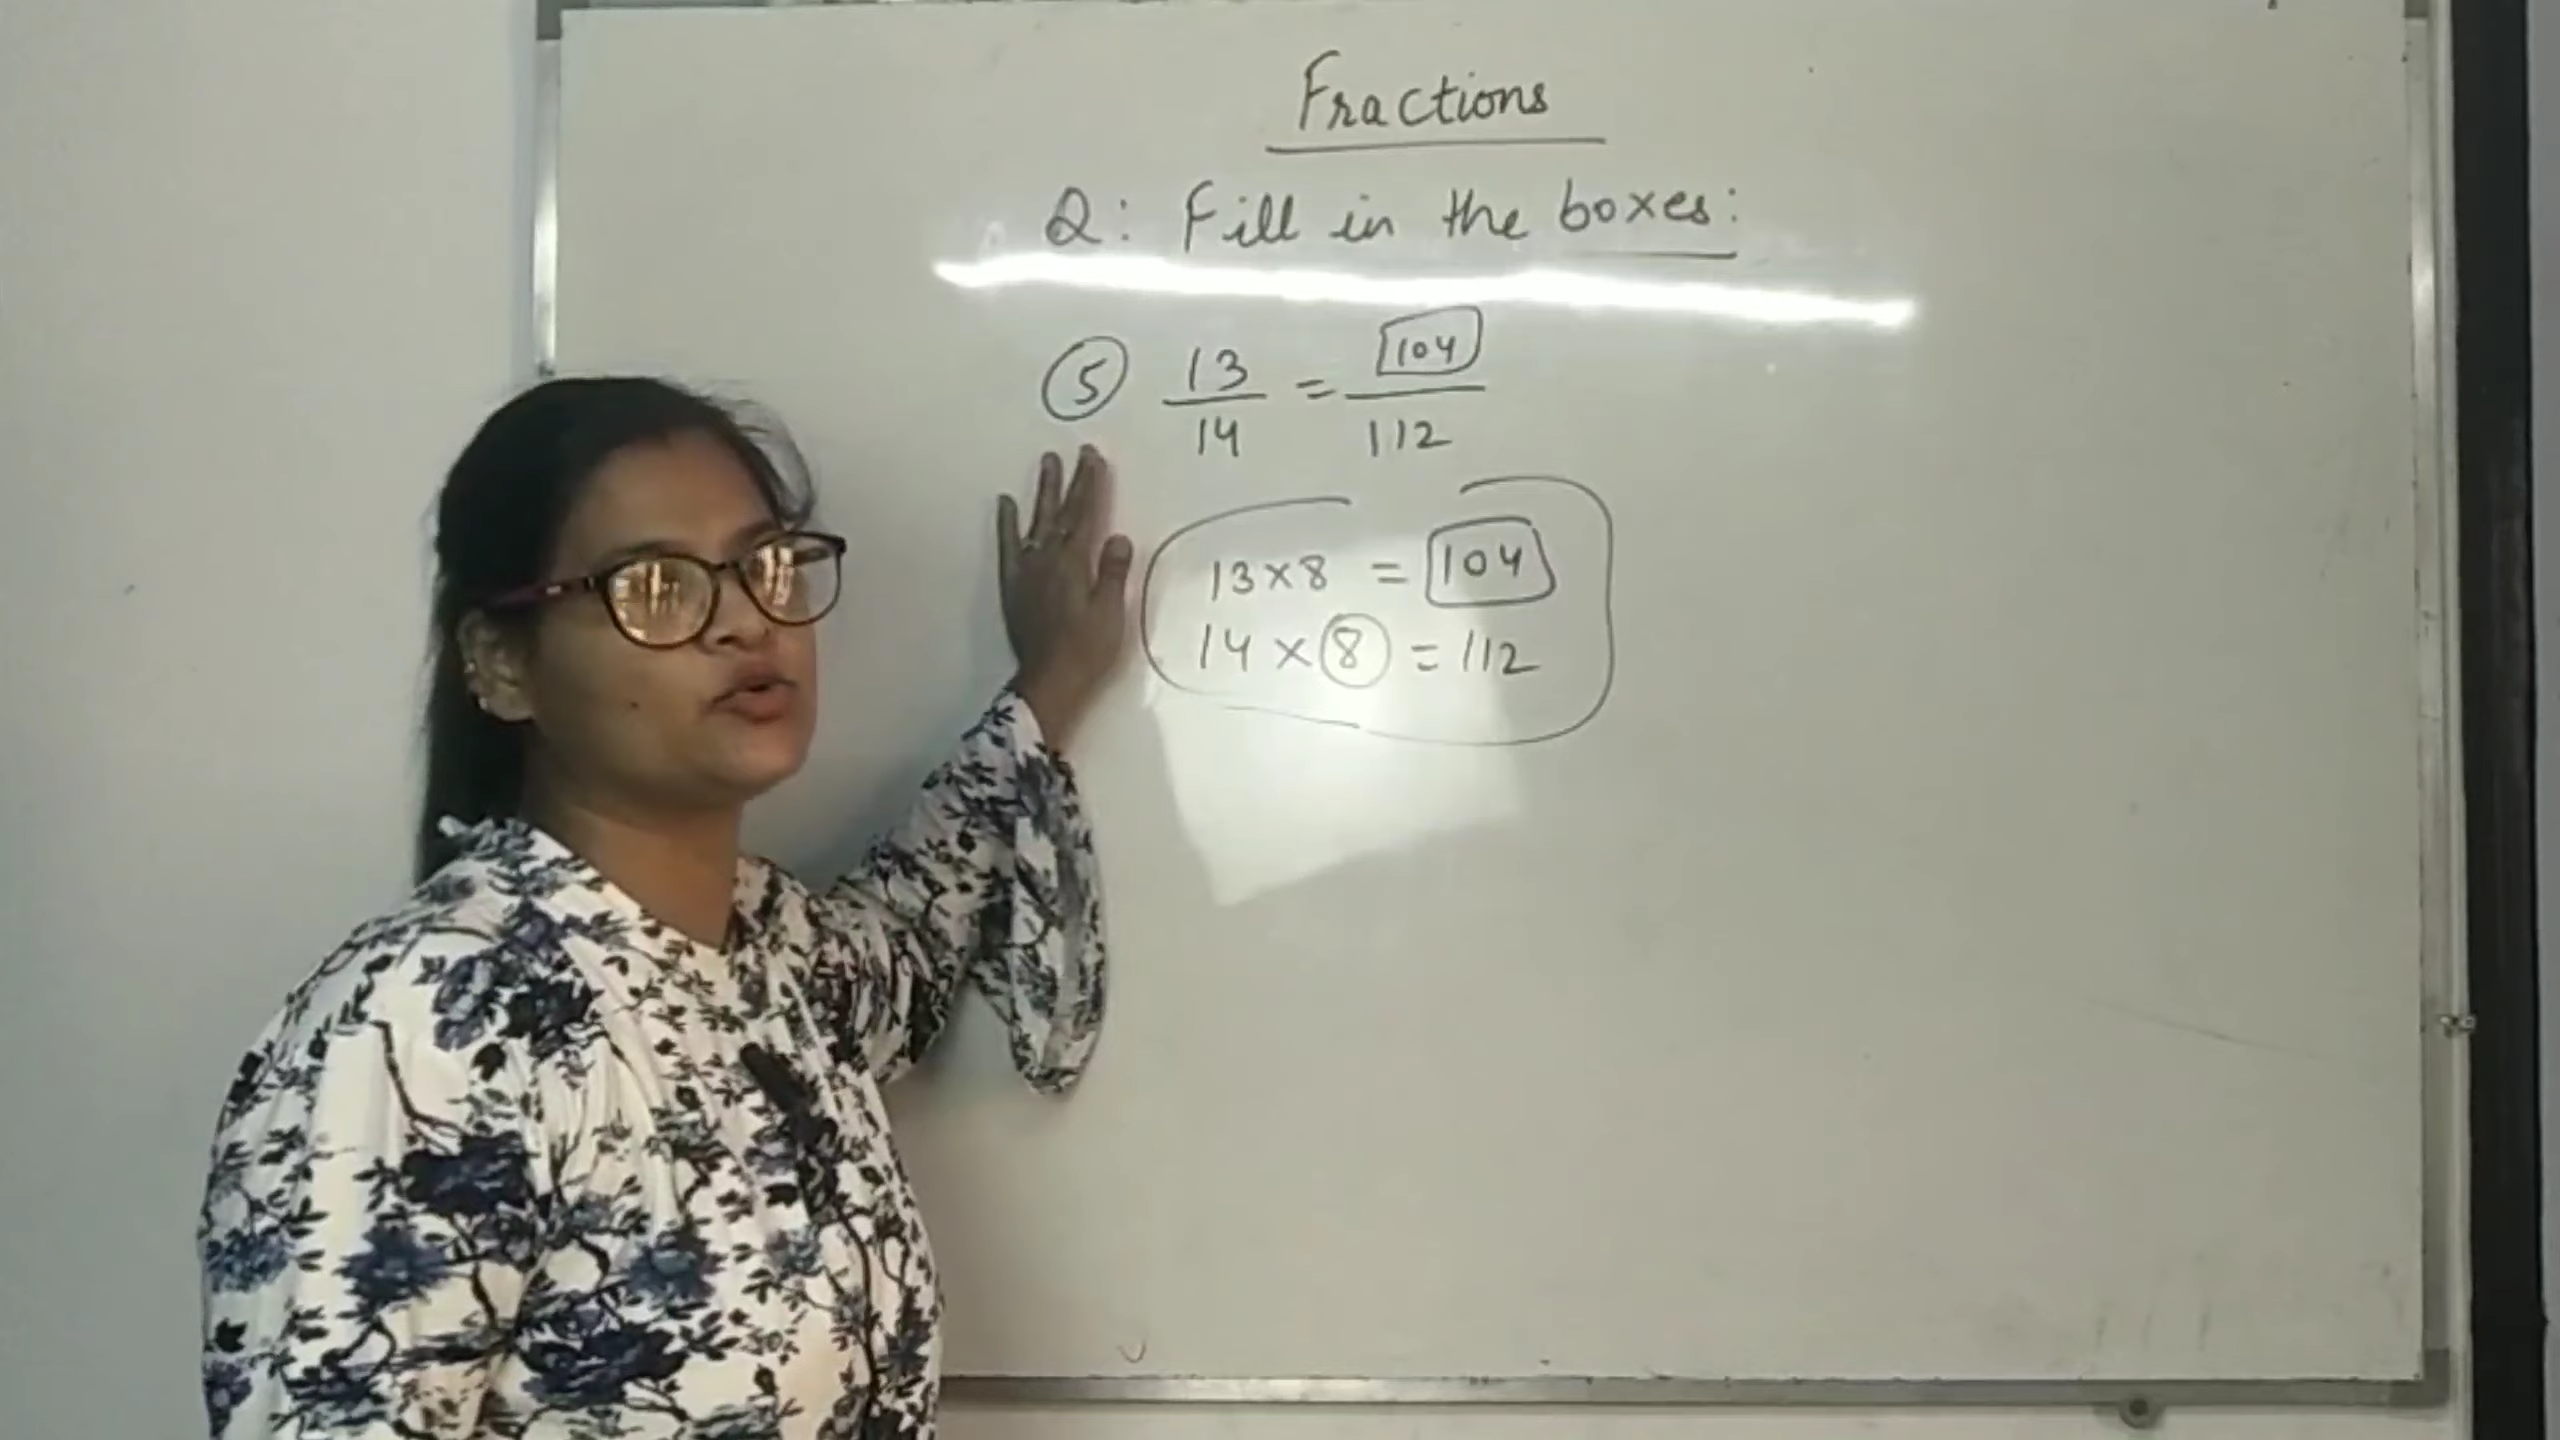 Fractions
Q: Fill in the boxes:
5 13/14 = 104/112
13 × 8 = 104
14 × 8 = 112